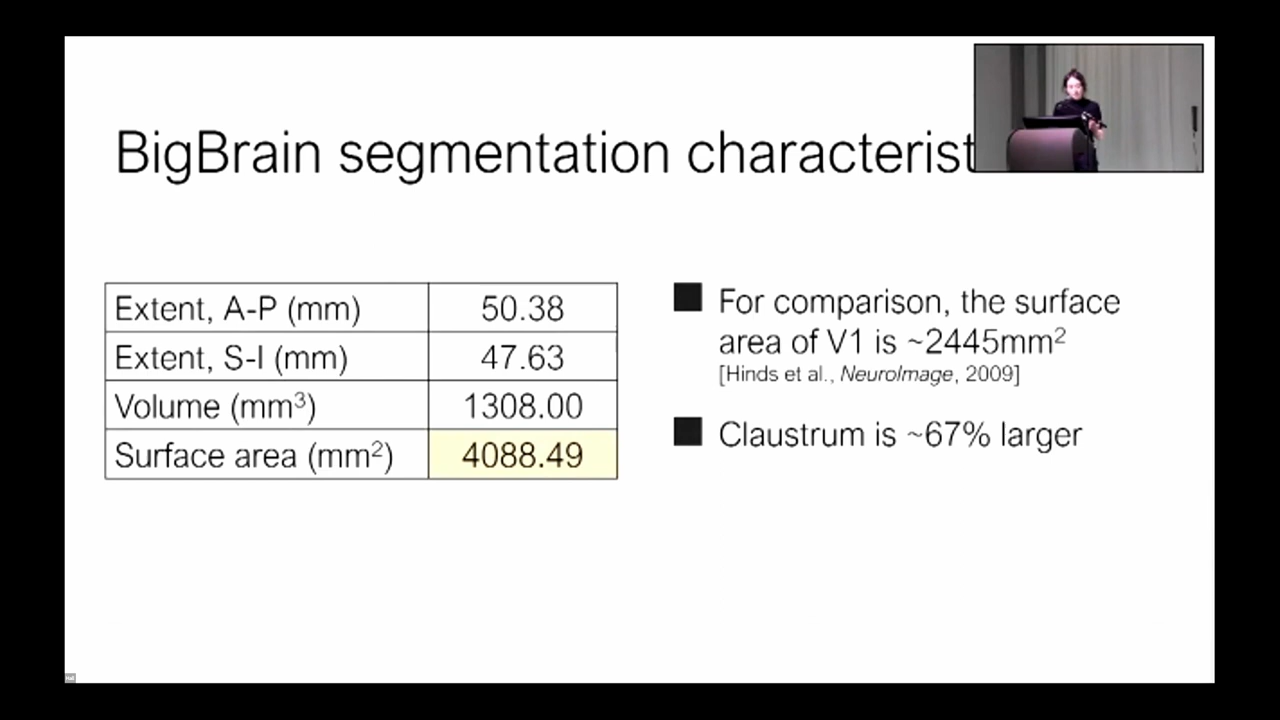 BigBrain segmentation characterist
Extent, A-P (mm) 50.38
Extent, S-I (mm) 47.63
Volume (mm³) 1308.00
Surface area (mm²) 4088.49
For comparison, the surface
area of V1 is ~2445mm²
[Hinds et al., NeuroImage, 2009]
Claustrum is ~67% larger